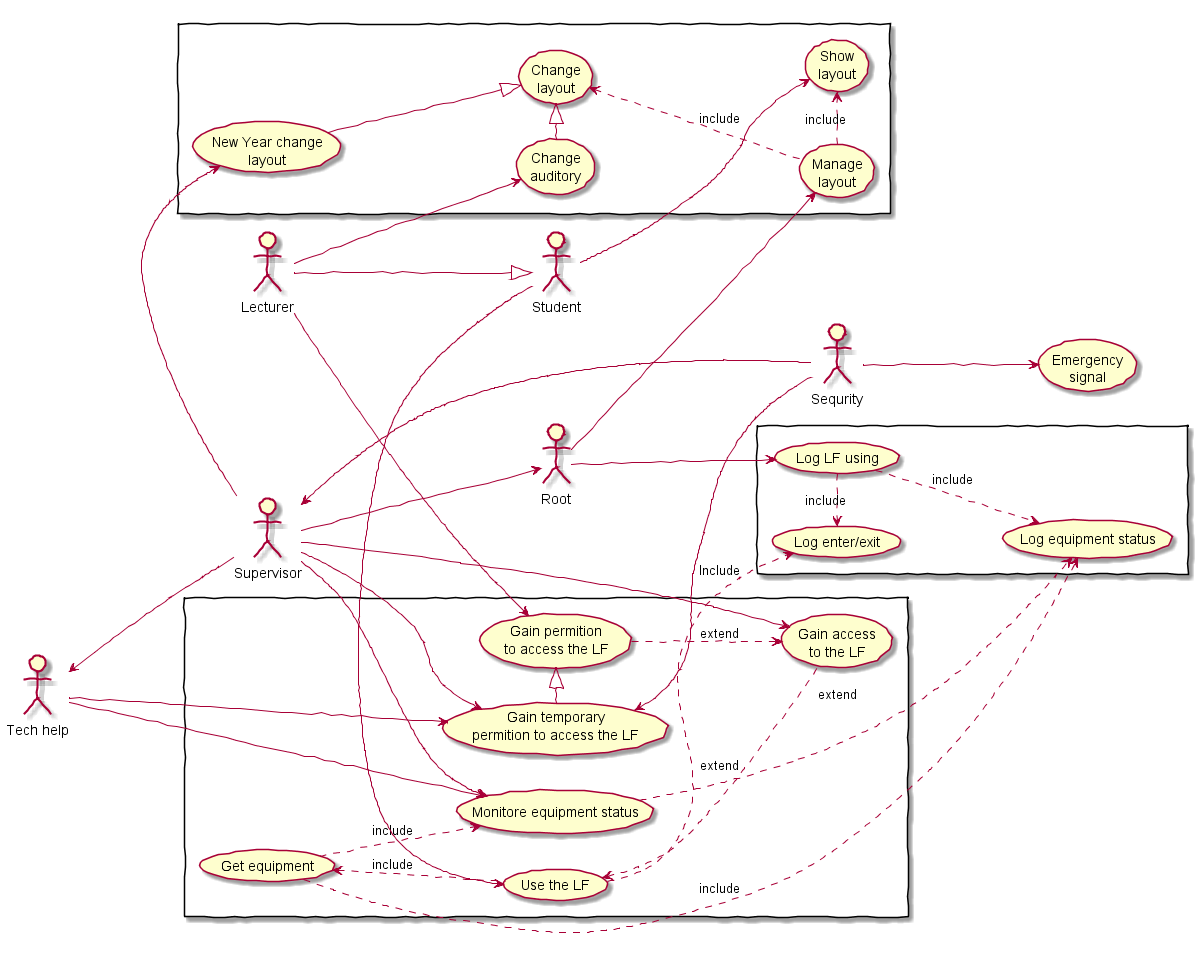 Change
layout
Show
layout
include
include
New Year change
layout
Change
auditory
Manage
layout
Lecturer
Student
Emergency
signal
Sequrity
Log LF using
include
Root
include
Log enter/exit
Log equipment status
Supervisor
Include
Gain permition
to access the LF
extend
Gain access
to the LF
extend
Tech help
Gain temporary
permition to access the LF
extend
Monitore equipment status
include
Get equipment
include
Use the LF
include